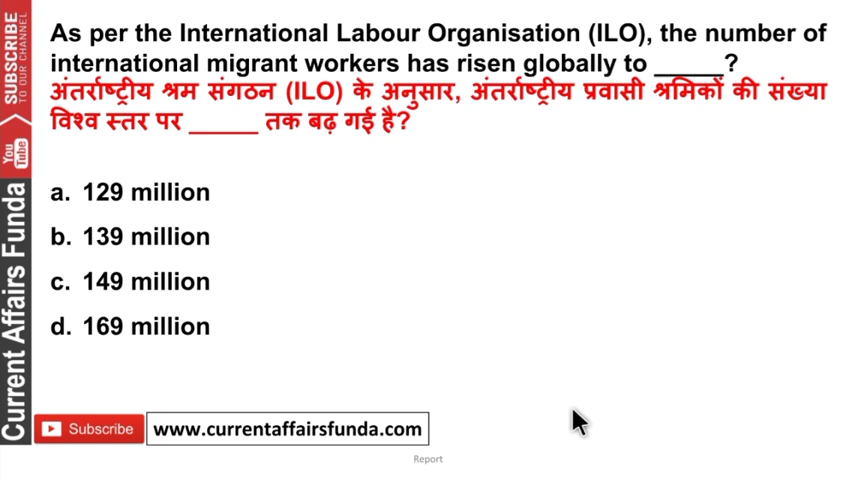 As per the International Labour Organisation (ILO), the number of
international migrant workers has risen globally to _____?
अंतर्राष्ट्रीय श्रम संगठन (ILO) के अनुसार, अंतर्राष्ट्रीय प्रवासी श्रमिकों की संख्या
विश्व स्तर पर _____ तक बढ़ गई है?
a. 129 million
b. 139 million
c. 149 million
d. 169 million
SUBSCRIBE
TO OUR CHANNEL
You
Tube
Current Affairs Funda
Subscribe
www.currentaffairsfunda.com
Report